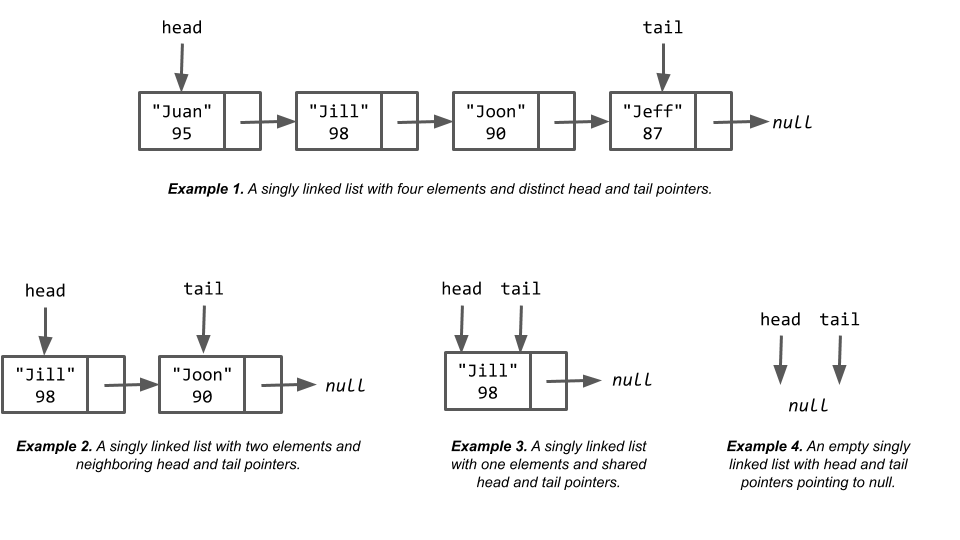 head tail
"Juan" "Jill" "Joon" "Jeff"
95 98 90 87
null
Example 1. A singly linked list with four elements and distinct head and tail pointers.
head tail
"Jill" "Joon"
98 90
null
Example 2. A singly linked list with two elements and
neighboring head and tail pointers.
head tail
"Jill"
98
null
Example 3. A singly linked list
with one elements and shared
head and tail pointers.
head tail
null
Example 4. An empty singly
linked list with head and tail
pointers pointing to null.